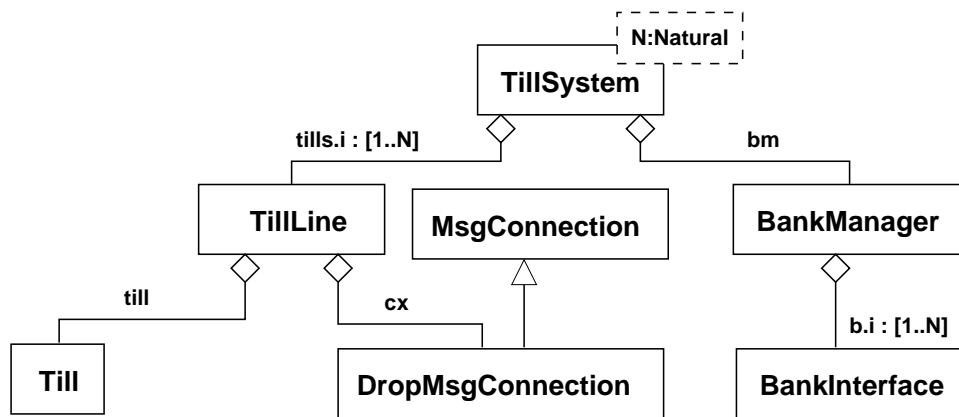 N:Natural
TillSystem
tills.i : [1..N]
bm
TillLine
MsgConnection
BankManager
till
cx
b.i : [1..N]
Till
DropMsgConnection
BankInterface